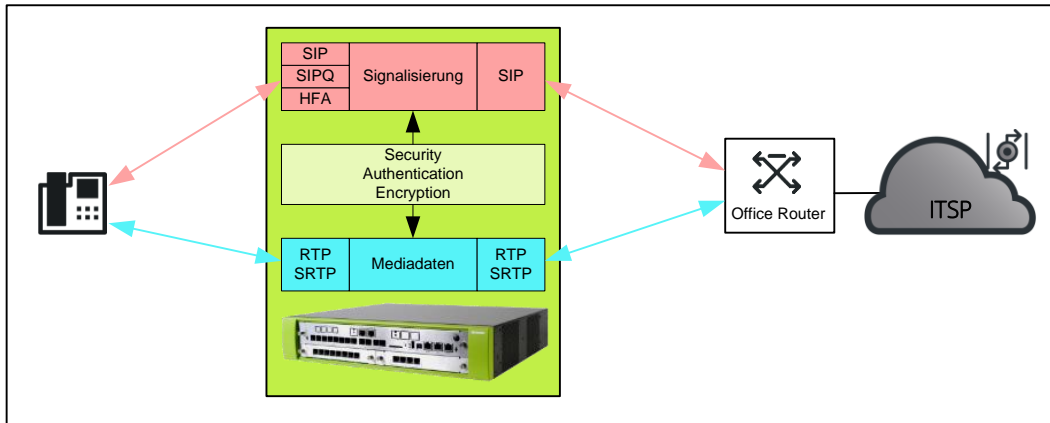 SIP
SIPQ
HFA
Signalisierung
SIP
Security
Authentication
Encryption
RTP
SRTP
Mediadaten
RTP
SRTP
Office Router
ITSP